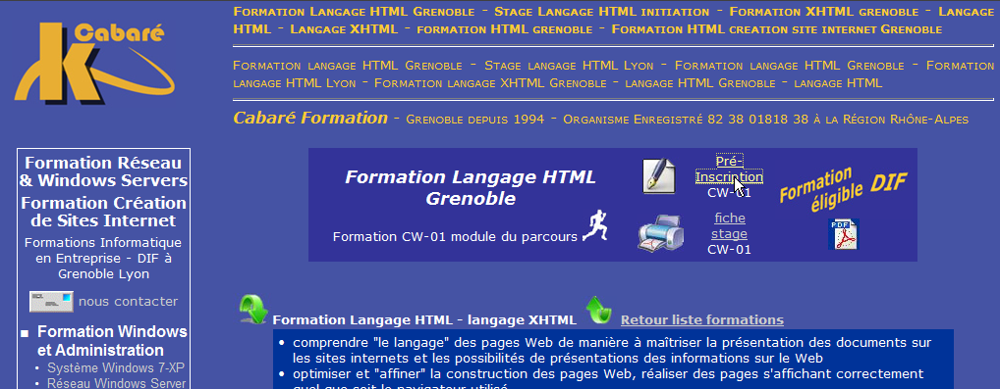 Cabaré
Formation Langage HTML Grenoble - Stage Langage HTML initiation - Formation XHTML grenoble - Langage
HTML - Langage XHTML - formation HTML grenoble - Formation HTML creation site internet Grenoble
Formation langage HTML Grenoble - Stage langage HTML Lyon - Formation langage HTML Grenoble - Formation
langage HTML Lyon - Formation langage XHTML Grenoble - langage HTML Grenoble - langage HTML
Cabaré Formation - Grenoble depuis 1994 - Organisme Enregistré 82 38 01818 38 à la Région Rhône-Alpes
Formation Réseau
& Windows Servers
Formation Création
de Sites Internet
Formations Informatique
en Entreprise - DIF à
Grenoble Lyon
nous contacter
Formation Windows
et Administration
Système Windows 7-XP
Réseau Windows Server
Formation Langage HTML
Grenoble
Formation CW-01 module du parcours
Pré-
Inscription
CW-01
fiche
stage
CW-01
Formation
éligible DIF
PDF
Formation Langage HTML - langage XHTML
Retour liste formations
comprendre "le langage" des pages Web de manière à maîtriser la présentation des documents sur
les sites internets et les possibilités de présentations des informations sur le Web
optimiser et "affiner" la construction des pages Web, réaliser des pages s'affichant correctement
quel que soit le navigateur utilisé